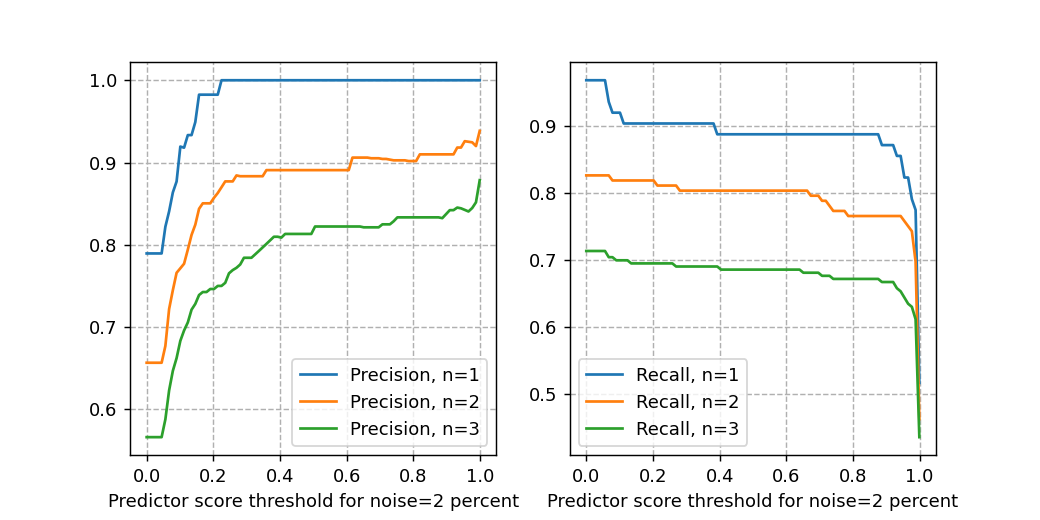 1.0
0.9
0.8
0.7
0.6
Precision, n=1
Precision, n=2
Precision, n=3
0.0 0.2 0.4 0.6 0.8 1.0
Predictor score threshold for noise=2 percent
0.9
0.8
0.7
0.6
0.5
Recall, n=1
Recall, n=2
Recall, n=3
0.0 0.2 0.4 0.6 0.8 1.0
Predictor score threshold for noise=2 percent